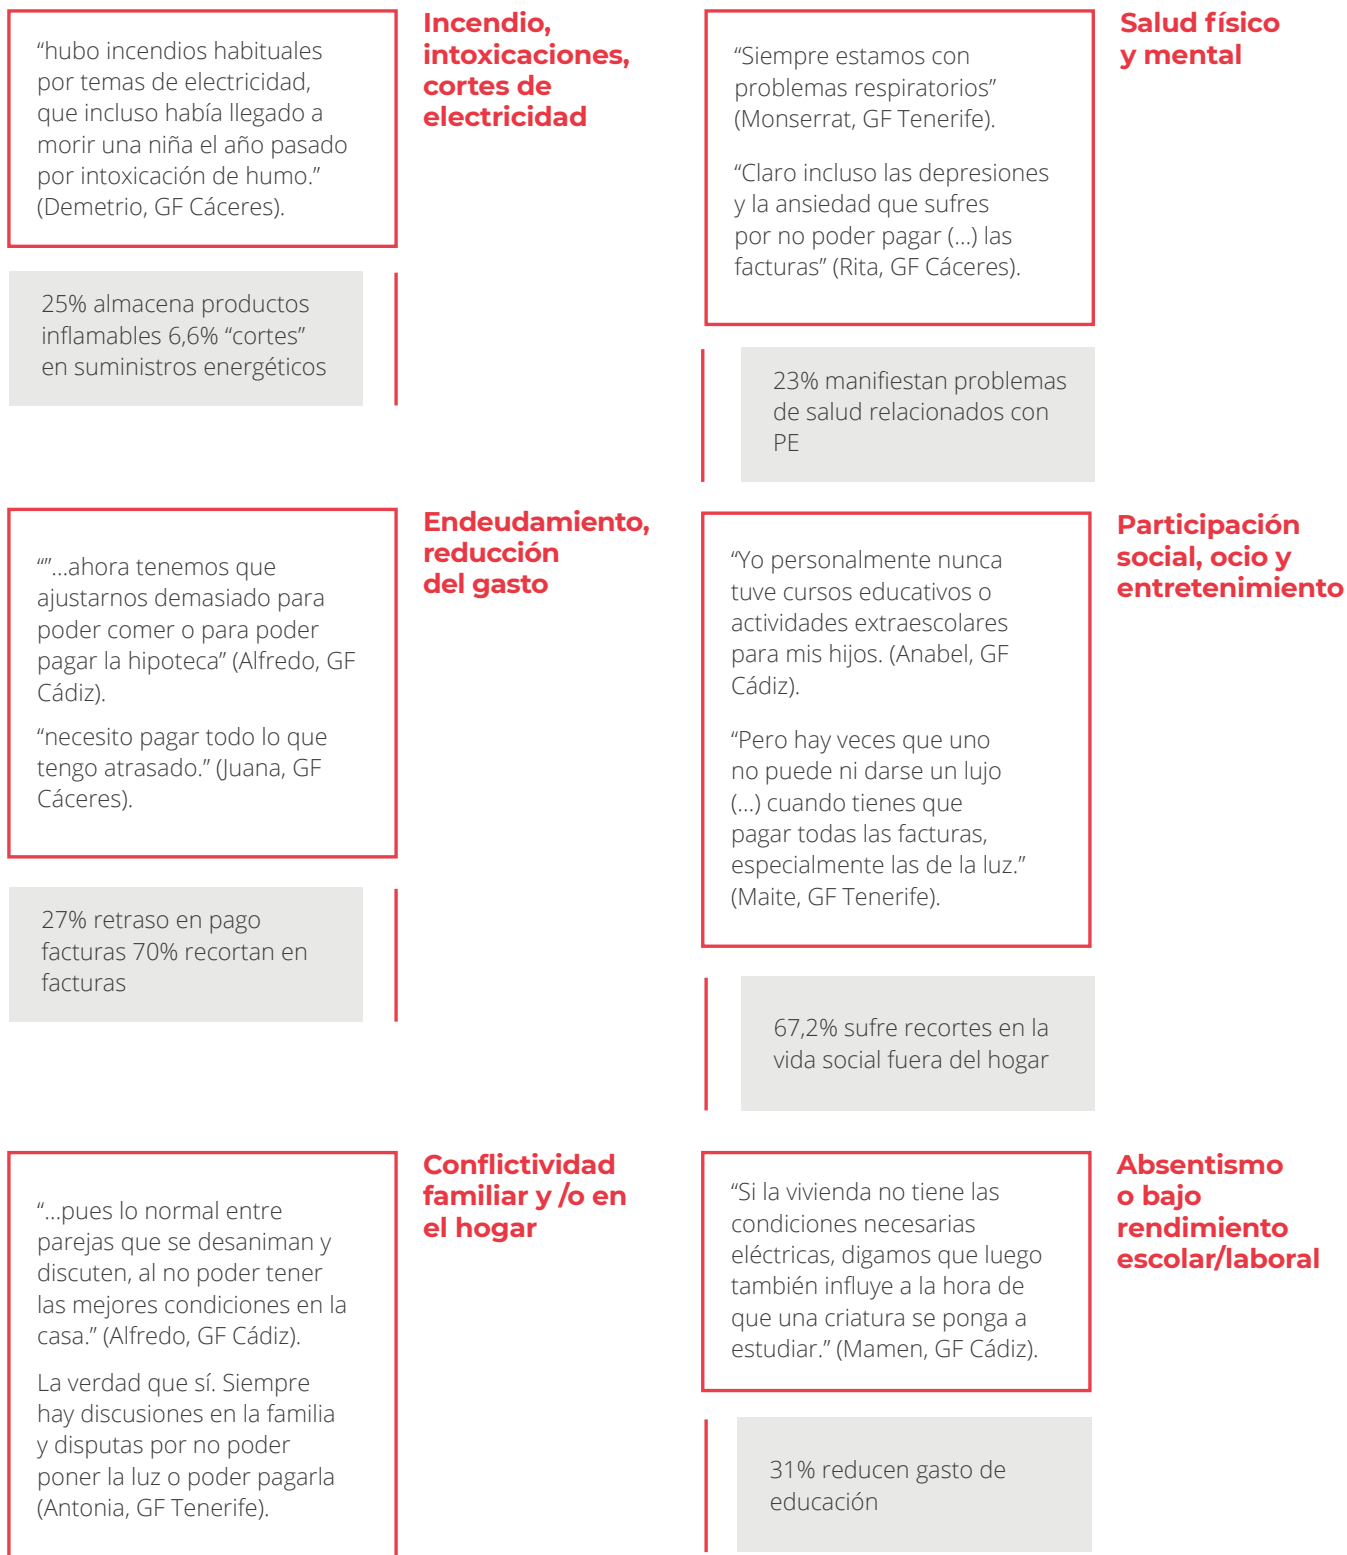 “hubo incendios habituales
por temas de electricidad,
que incluso había llegado a
morir una niña el año pasado
por intoxicación de humo.”
(Demetrio, GF Cáceres).
Incendio,
intoxicaciones,
cortes de
electricidad
25% almacena productos
inflamables 6,6% “cortes”
en suministros energéticos
“Siempre estamos con
problemas respiratorios”
(Monserrat, GF Tenerife).
“Claro incluso las depresiones
y la ansiedad que sufres
por no poder pagar (...) las
facturas” (Rita, GF Cáceres).
Salud físico
y mental
23% manifiestan problemas
de salud relacionados con
PE
“”...ahora tenemos que
ajustarnos demasiado para
poder comer o para poder
pagar la hipoteca” (Alfredo, GF
Cádiz).
“necesito pagar todo lo que
tengo atrasado.” (Juana, GF
Cáceres).
Endeudamiento,
reducción
del gasto
27% retraso en pago
facturas 70% recortan en
facturas
“Yo personalmente nunca
tuve cursos educativos o
actividades extraescolares
para mis hijos. (Anabel, GF
Cádiz).
“Pero hay veces que uno
no puede ni darse un lujo
(...) cuando tienes que
pagar todas las facturas,
especialmente las de la luz.”
(Maite, GF Tenerife).
Participación
social, ocio y
entretenimiento
67,2% sufre recortes en la
vida social fuera del hogar
“...pues lo normal entre
parejas que se desaniman y
discuten, al no poder tener
las mejores condiciones en la
casa.” (Alfredo, GF Cádiz).
La verdad que sí. Siempre
hay discusiones en la familia
y disputas por no poder
poner la luz o poder pagarla
(Antonia, GF Tenerife).
Conflictividad
familiar y /o en
el hogar
“Si la vivienda no tiene las
condiciones necesarias
eléctricas, digamos que luego
también influye a la hora de
que una criatura se ponga a
estudiar.” (Mamen, GF Cádiz).
Absentismo
o bajo
rendimiento
escolar/laboral
31% reducen gasto de
educación